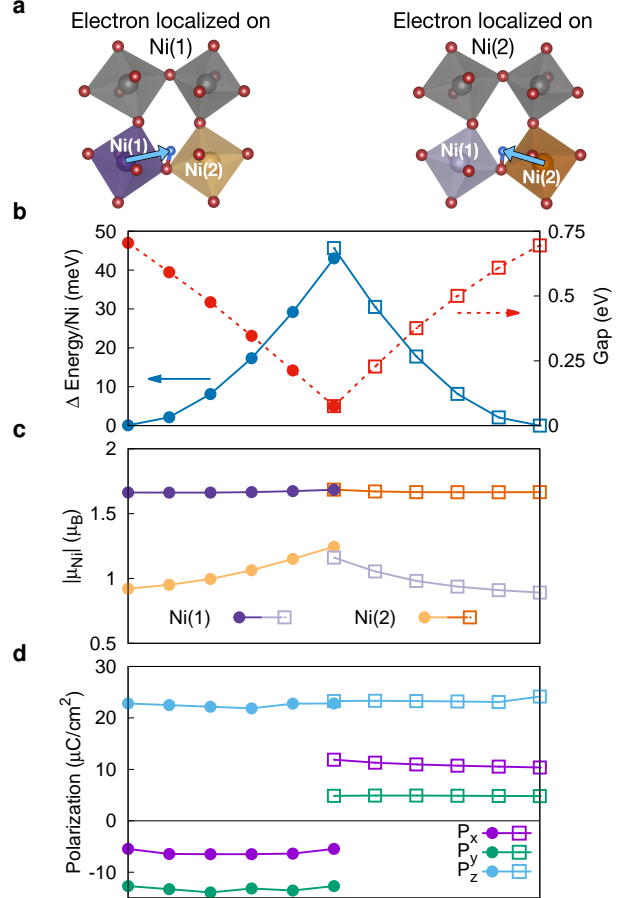 a
Electron localized on
Ni(1)
Electron localized on
Ni(2)
Ni(1)
Ni(2)
Ni(1)
Ni(2)
b
50
40
30
20
10
0
Δ Energy/Ni (meV)
0.75
0.5
0.25
0
Gap (eV)
c
2
1.5
1
0.5
|μNi| (μB)
Ni(1)
Ni(2)
d
30
20
10
0
-10
Polarization (μC/cm²)
Px
Py
Pz